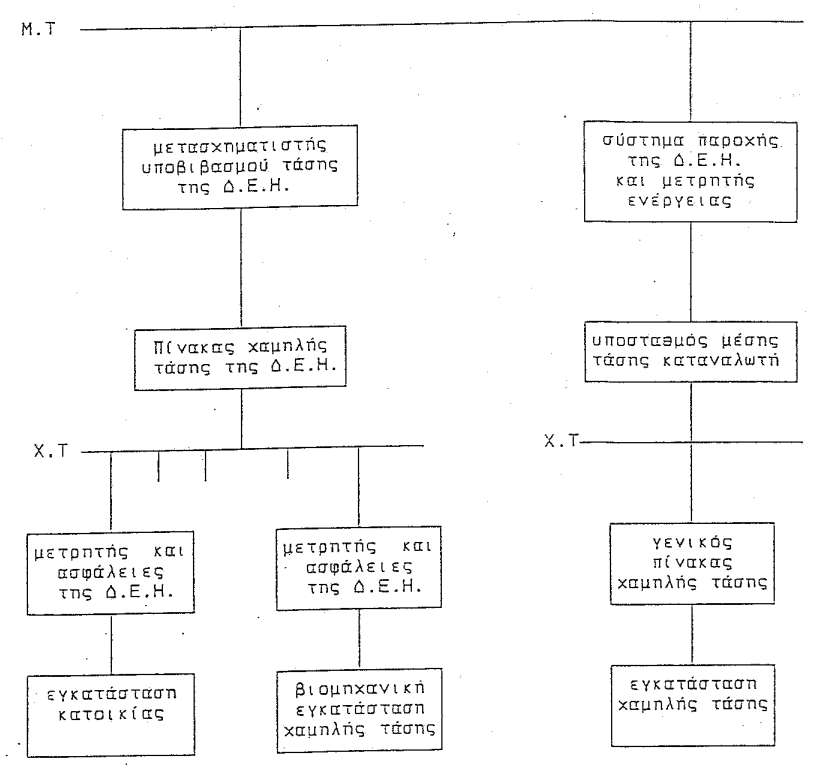 Μ.Τ
μετασχηματιστής
υποβιβασμού τάσης
της Δ.Ε.Η.
σύστημα παροχής
της Δ.Ε.Η.
και μετρητής
ενέργειας
Πίνακας χαμηλής
τάσης της Δ.Ε.Η.
υποσταθμός μέσης
τάσης καταναλωτή
Χ.Τ
Χ.Τ
μετρητής και
ασφάλειες
της Δ.Ε.Η.
μετρητής και
ασφάλειες
της Δ.Ε.Η.
γενικός
πίνακας
χαμηλής τάσης
εγκατάσταση
κατοικίας
βιομηχανική
εγκατάσταση
χαμηλής τάσης
εγκατάσταση
χαμηλής τάσης